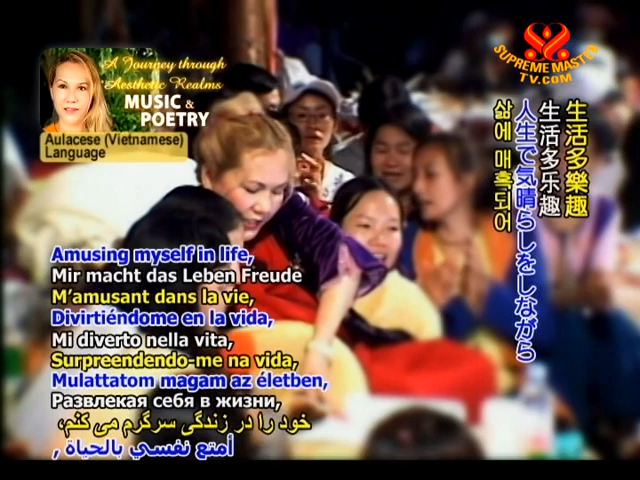 A Journey through
Aesthetic Realms
MUSIC &
POETRY
Aulacese (Vietnamese)
Language
SUPREME MASTER
TV.COM
生活多樂趣
生活多乐趣
人生で気晴らしをしながら
삶에 매혹되어
Amusing myself in life,
Mir macht das Leben Freude
M'amusant dans la vie,
Divirtiéndome en la vida,
Mi diverto nella vita,
Surpreendendo-me na vida,
Mulattatom magam az életben,
Развлекая себя в жизни,
خود را در زندگی سرگرم می کنم،
أمتع نفسي بالحياة ,